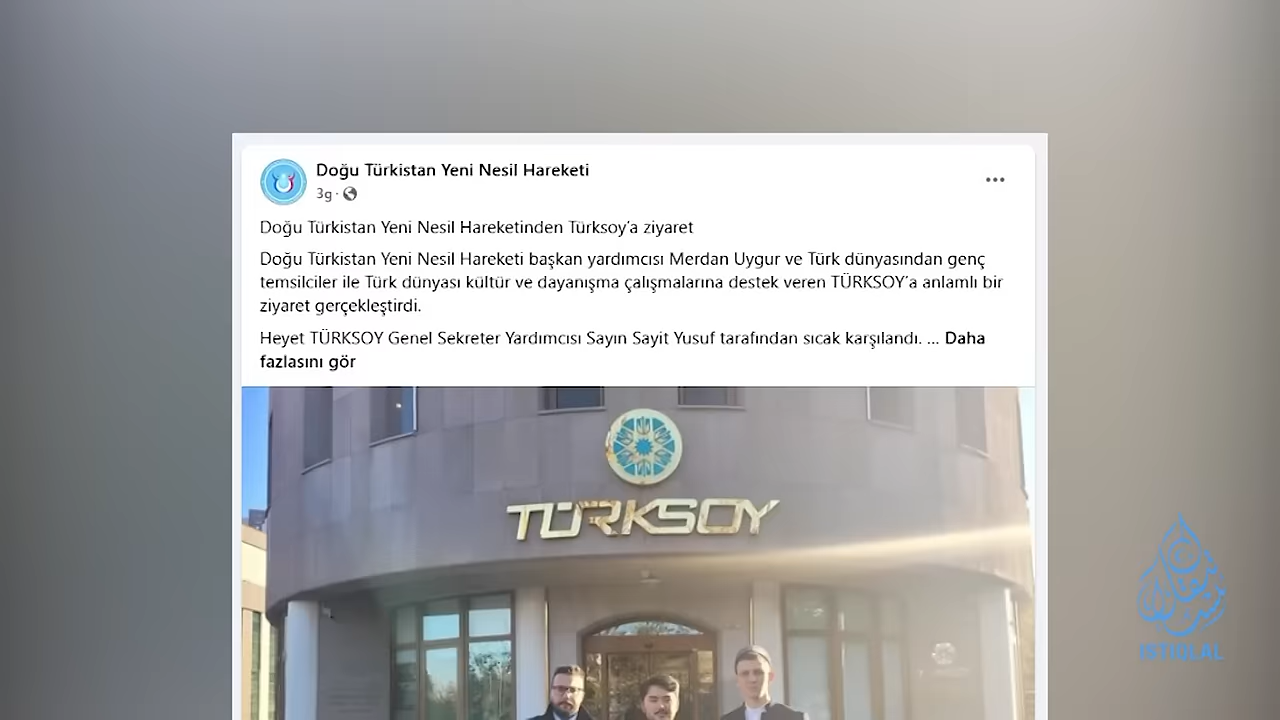 Doğu Türkistan Yeni Nesil Hareketi
3g ·
Doğu Türkistan Yeni Nesil Hareketinden Türksoy'a ziyaret
Doğu Türkistan Yeni Nesil Hareketi başkan yardımcısı Merdan Uygur ve Türk dünyasından genç
temsilciler ile Türk dünyası kültür ve dayanışma çalışmalarına destek veren TÜRKSOY'a anlamlı bir
ziyaret gerçekleştirdi.
Heyet TÜRKSOY Genel Sekreter Yardımcısı Sayın Sayit Yusuf tarafından sıcak karşılandı. ... Daha
fazlasını gör
TÜRKSOY
ISTIQLAL